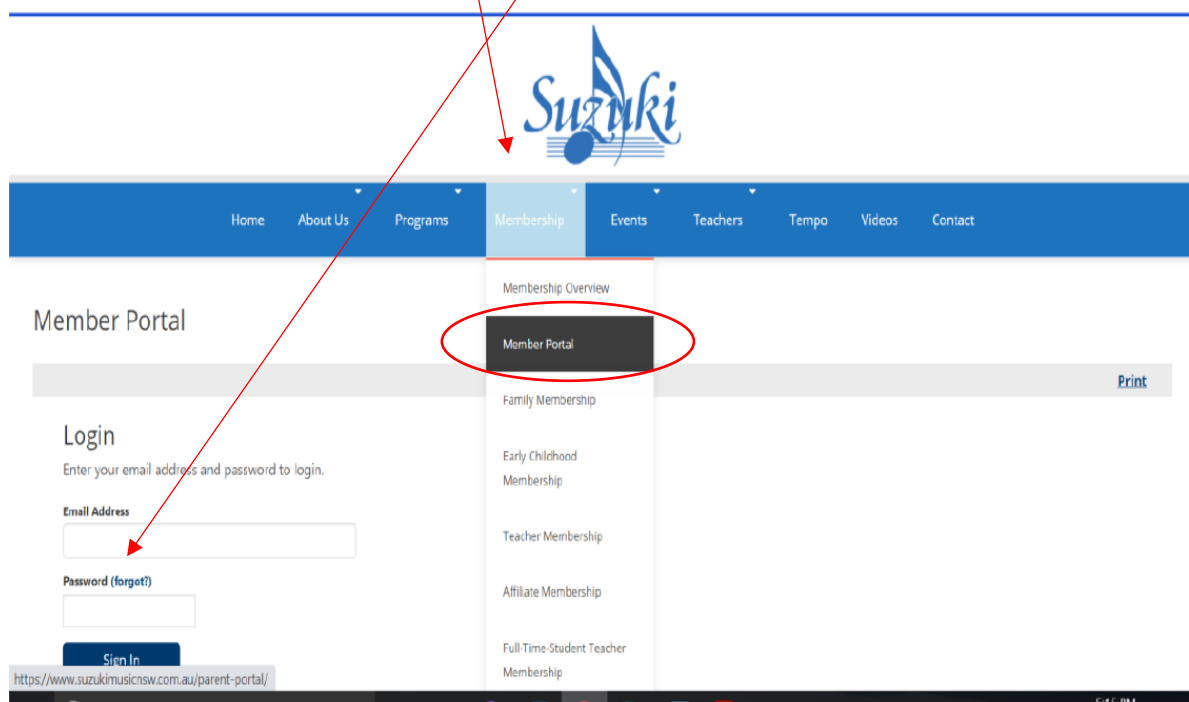 Suzuki
Home About Us Programs Membership Events Teachers Tempo Videos Contact
Membership Overview
Member Portal
Member Portal
Print
Family Membership
Login
Enter your email address and password to login.
Early Childhood
Membership
Email Address
Teacher Membership
Password (forgot?)
Affiliate Membership
Full-Time-Student Teacher
Membership
Sign In
https://www.suzukimusicnsw.com.au/parent-portal/